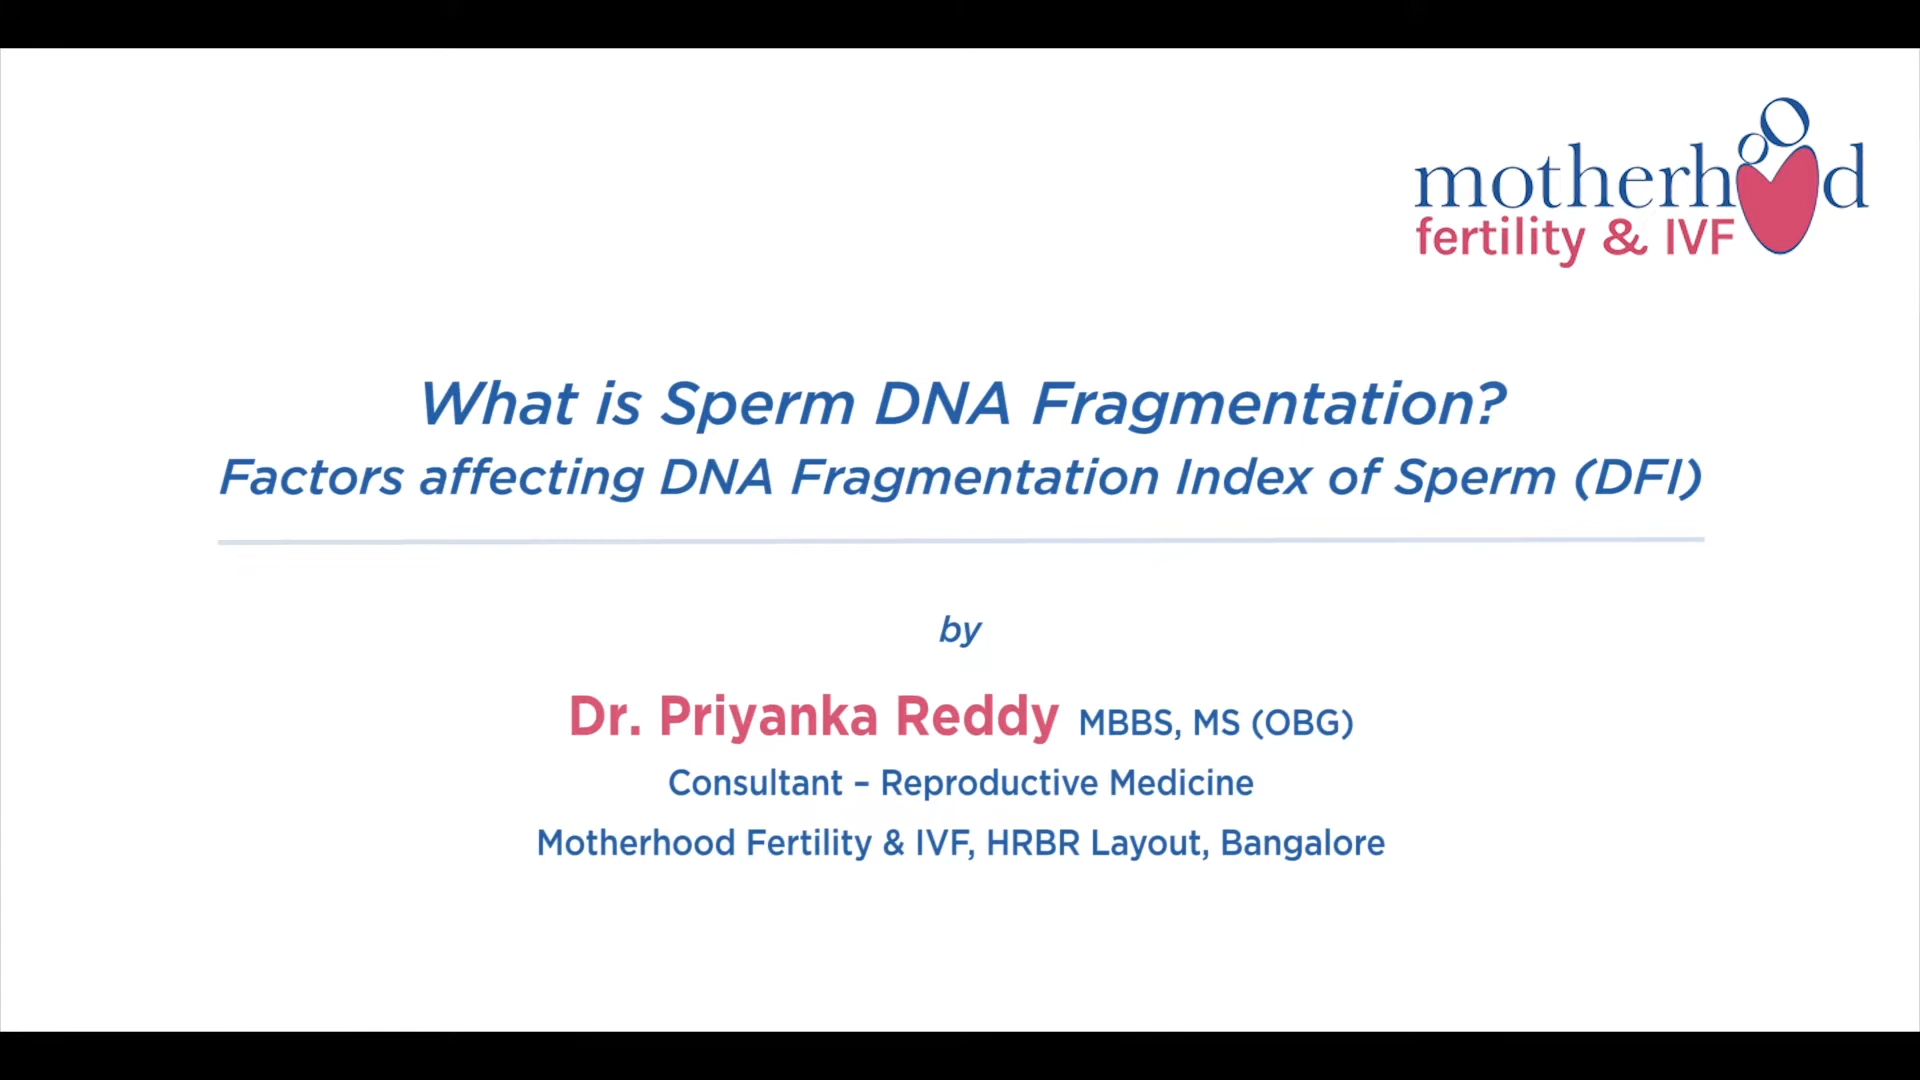 motherhood
fertility & IVF
What is Sperm DNA Fragmentation?
Factors affecting DNA Fragmentation Index of Sperm (DFI)
by
Dr. Priyanka Reddy MBBS, MS (OBG)
Consultant – Reproductive Medicine
Motherhood Fertility & IVF, HRBR Layout, Bangalore